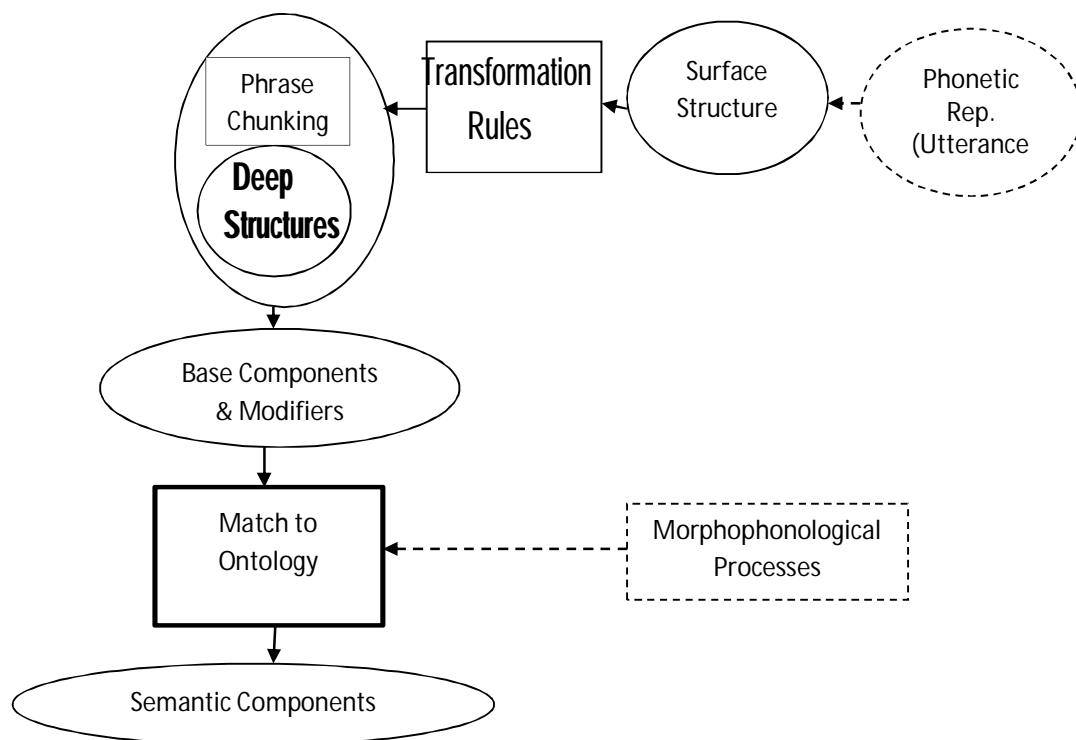 Phrase
Chunking
Deep
Structures
Transformation
Rules
Surface
Structure
Phonetic
Rep.
(Utterance
Base Components
& Modifiers
Match to
Ontology
Morphophonological
Processes
Semantic Components